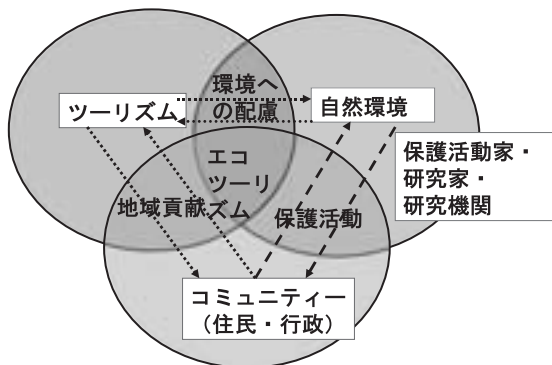 環境へ
の配慮
ツーリズム
自然環境
保護活動家・
研究家・
研究機関
エコ
ツーリ
ズム
地域貢献
保護活動
コミュニティー
（住民・行政）